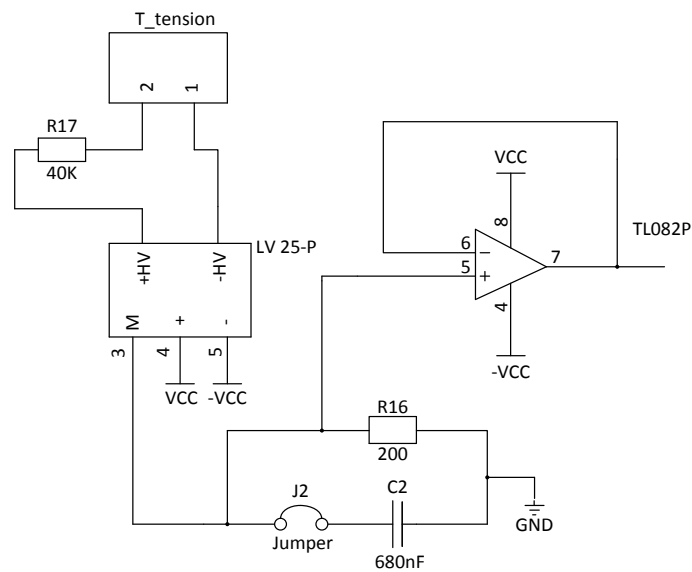 T_tension
2 1
R17
40K
VCC
8
TL082P
6 −
7
5 +
LV 25-P
+HV -HV
4
M + -
3 4 5
-VCC
VCC -VCC
R16
200
J2 C2
GND
Jumper
680nF